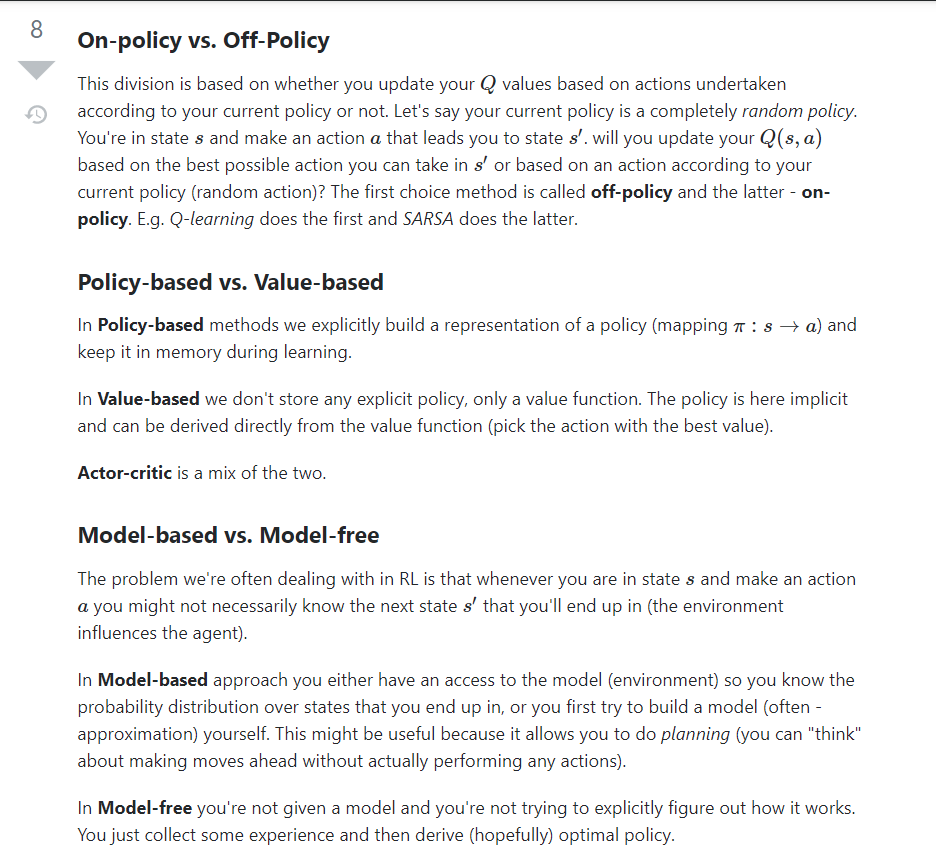 8
On-policy vs. Off-Policy
This division is based on whether you update your Q values based on actions undertaken
according to your current policy or not. Let's say your current policy is a completely random policy.
You're in state s and make an action a that leads you to state s′. will you update your Q(s, a)
based on the best possible action you can take in s′ or based on an action according to your
current policy (random action)? The first choice method is called off-policy and the latter - on-
policy. E.g. Q-learning does the first and SARSA does the latter.
Policy-based vs. Value-based
In Policy-based methods we explicitly build a representation of a policy (mapping π : s → a) and
keep it in memory during learning.
In Value-based we don't store any explicit policy, only a value function. The policy is here implicit
and can be derived directly from the value function (pick the action with the best value).
Actor-critic is a mix of the two.
Model-based vs. Model-free
The problem we're often dealing with in RL is that whenever you are in state s and make an action
a you might not necessarily know the next state s′ that you'll end up in (the environment
influences the agent).
In Model-based approach you either have an access to the model (environment) so you know the
probability distribution over states that you end up in, or you first try to build a model (often -
approximation) yourself. This might be useful because it allows you to do planning (you can "think"
about making moves ahead without actually performing any actions).
In Model-free you're not given a model and you're not trying to explicitly figure out how it works.
You just collect some experience and then derive (hopefully) optimal policy.